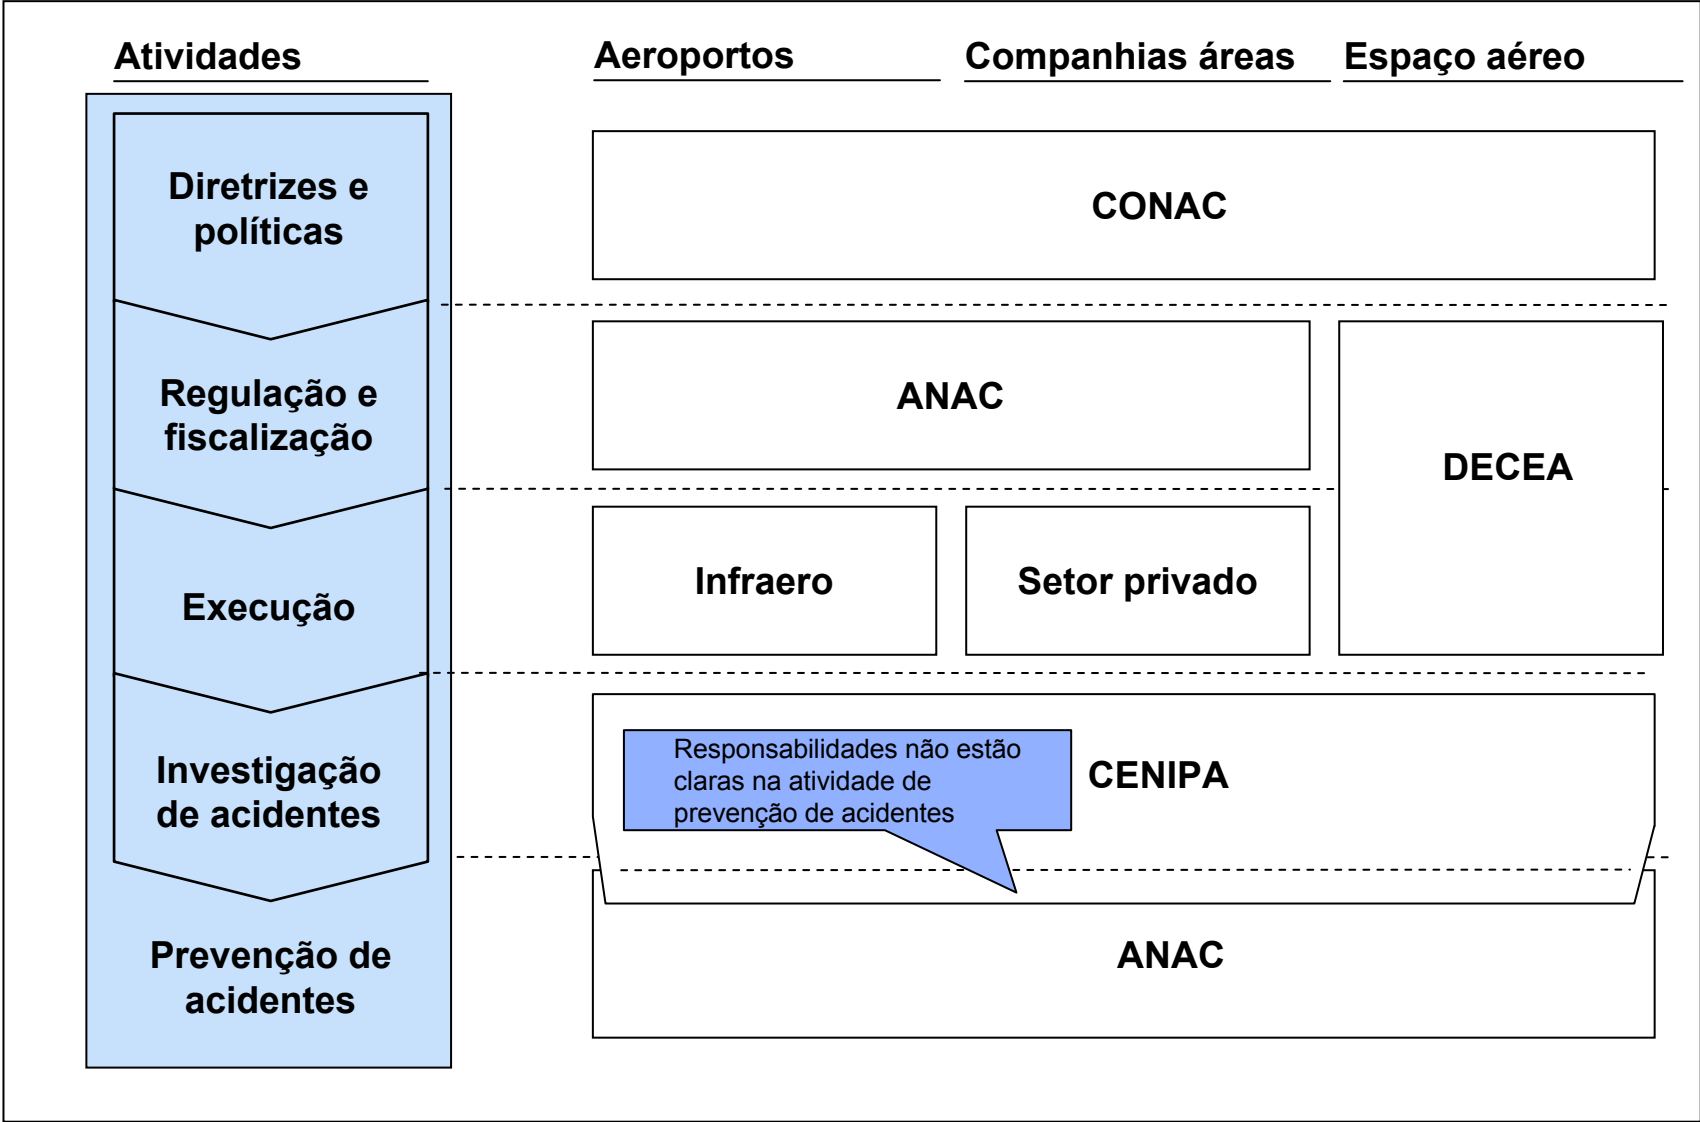 Atividades
Aeroportos
Companhias áreas
Espaço aéreo
Diretrizes e
políticas
CONAC
Regulação e
fiscalização
ANAC
DECEA
Execução
Infraero
Setor privado
Investigação
de acidentes
Responsabilidades não estão
claras na atividade de
prevenção de acidentes
CENIPA
Prevenção de
acidentes
ANAC